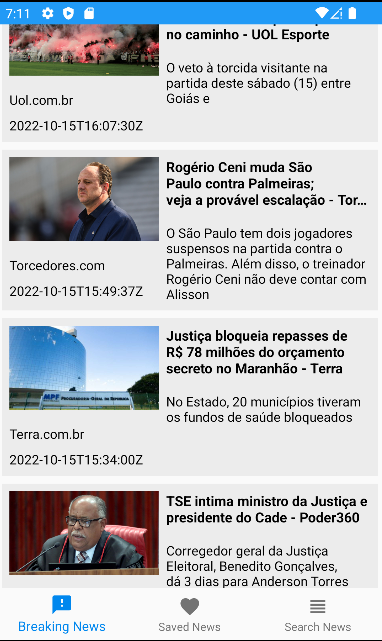 7:11
no caminho - UOL Esporte
O veto à torcida visitante na
partida deste sábado (15) entre
Goiás e
Uol.com.br
2022-10-15T16:07:30Z
Rogério Ceni muda São
Paulo contra Palmeiras;
veja a provável escalação - Tor...
O São Paulo tem dois jogadores
suspensos na partida contra o
Palmeiras. Além disso, o treinador
Rogério Ceni não deve contar com
Alisson
Torcedores.com
2022-10-15T15:49:37Z
MPF PROCURADORIA-GERAL DA REPÚBLICA
Justiça bloqueia repasses de
R$ 78 milhões do orçamento
secreto no Maranhão - Terra
No Estado, 20 municípios tiveram
os fundos de saúde bloqueados
Terra.com.br
2022-10-15T15:34:00Z
TSE intima ministro da Justiça e
presidente do Cade - Poder360
Corregedor geral da Justiça
Eleitoral, Benedito Gonçalves,
dá 3 dias para Anderson Torres
Breaking News
Saved News
Search News